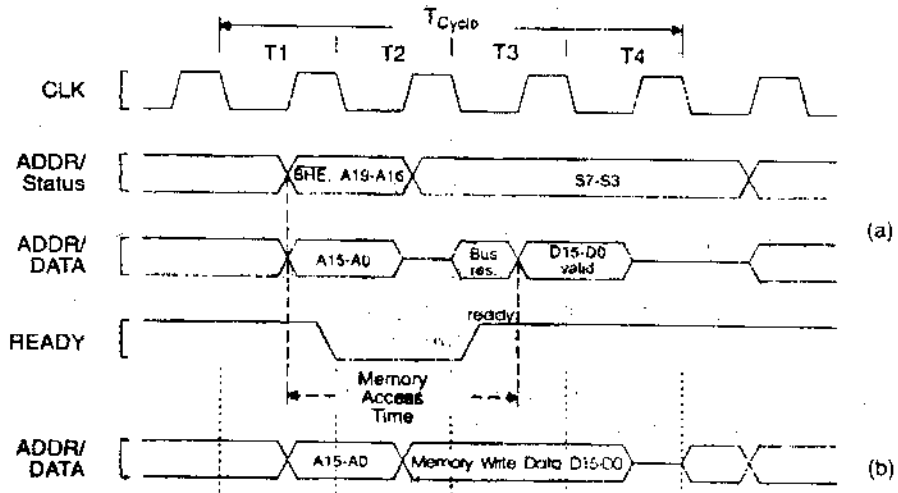 TCyclo
T1 T2 T3 T4
CLK
ADDR/
Status
BHE, A19-A16
S7-S3
(a)
ADDR/
DATA
A15-A0
Bus
res.
D15-D0
valid
READY
ready
Memory
Access
Time
ADDR/
DATA
A15-A0
Memory Write Data D15-D0
(b)